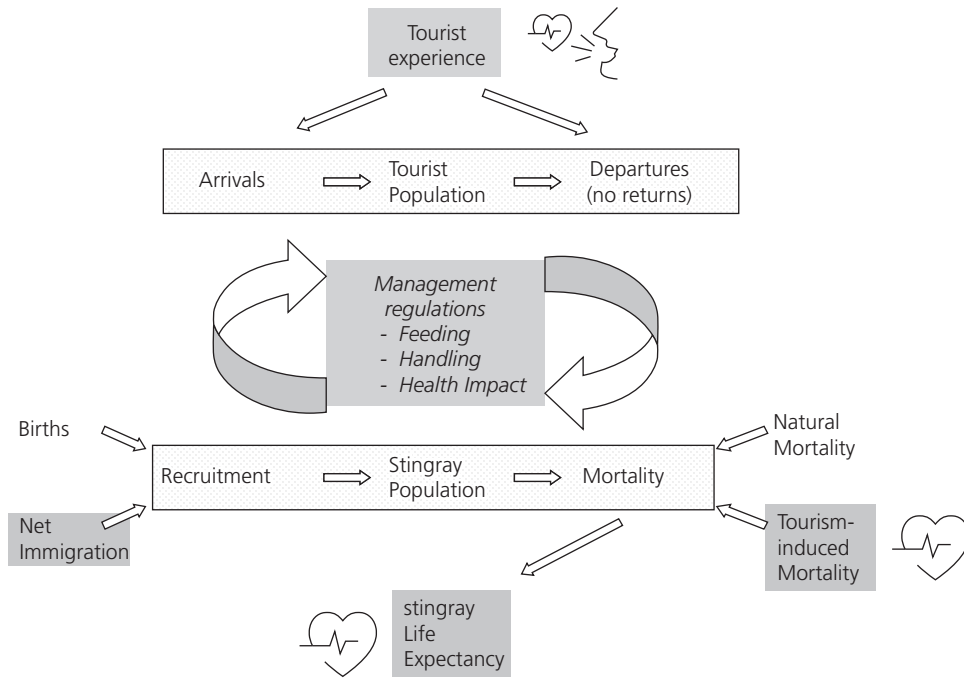 Tourist
experience
Arrivals
Tourist
Population
Departures
(no returns)
Management
regulations
- Feeding
- Handling
- Health Impact
Births
Natural
Mortality
Recruitment
Stingray
Population
Mortality
Net
Immigration
Tourism-
induced
Mortality
stingray
Life
Expectancy